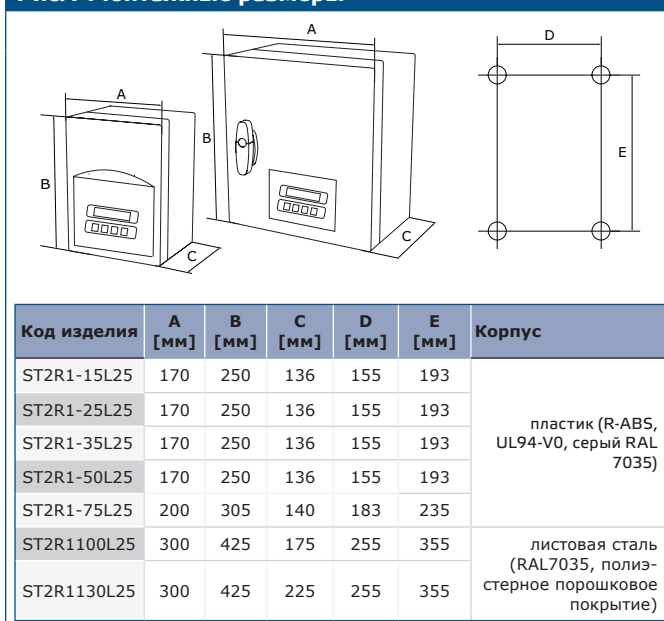 A
D
A
B
B
E
C
C
Код изделия A [мм] B [мм] C [мм] D [мм] E [мм] Корпус
ST2R1-15L25 170 250 136 155 193
ST2R1-25L25 170 250 136 155 193
ST2R1-35L25 170 250 136 155 193
ST2R1-50L25 170 250 136 155 193
ST2R1-75L25 200 305 140 183 235
пластик (R-ABS,
UL94-V0, серый RAL
7035)
ST2R1100L25 300 425 175 255 355
ST2R1130L25 300 425 225 255 355
листовая сталь
(RAL7035, полиэ-
стерное порошковое
покрытие)